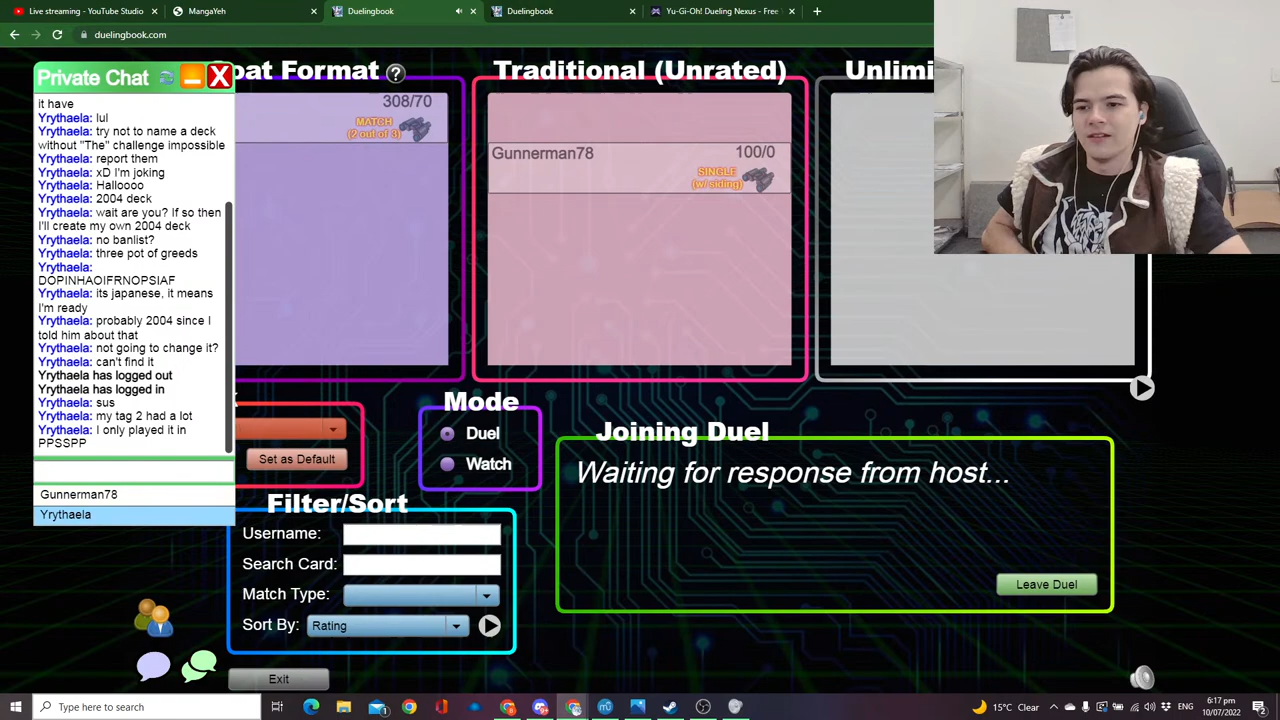 Live streaming - YouTube Studio
MangaYeh
Duelingbook
Duelingbook
Yu-Gi-Oh! Dueling Nexus - Free
duelingbook.com
Private Chat
X
it have
Yrythaela: lul
Yrythaela: try not to name a deck
without "The" challenge impossible
Yrythaela: report them
Yrythaela: xD I'm joking
Yrythaela: Halloooo
Yrythaela: 2004 deck
Yrythaela: wait are you? If so then
I'll create my own 2004 deck
Yrythaela: no banlist?
Yrythaela: three pot of greeds
Yrythaela:
DOPINHAOIFRNOPSIAF
Yrythaela: its japanese, it means
I'm ready
Yrythaela: probably 2004 since I
told him about that
Yrythaela: not going to change it?
Yrythaela: can't find it
Yrythaela has logged out
Yrythaela has logged in
Yrythaela: sus
Yrythaela: my tag 2 had a lot
Yrythaela: I only played it in
PPSSPP
Gunnerman78
Yrythaela
oat Format ?
308/70
MATCH
(2 out of 3)
Traditional (Unrated)
Gunnerman78 100/0
SINGLE
(w/ siding)
Unlimi
Set as Default
Mode
Duel
Watch
Joining Duel
Waiting for response from host...
Leave Duel
Filter/Sort
Username:
Search Card:
Match Type:
Sort By: Rating
Exit
Type here to search
15°C Clear
6:17 pm
10/07/2022